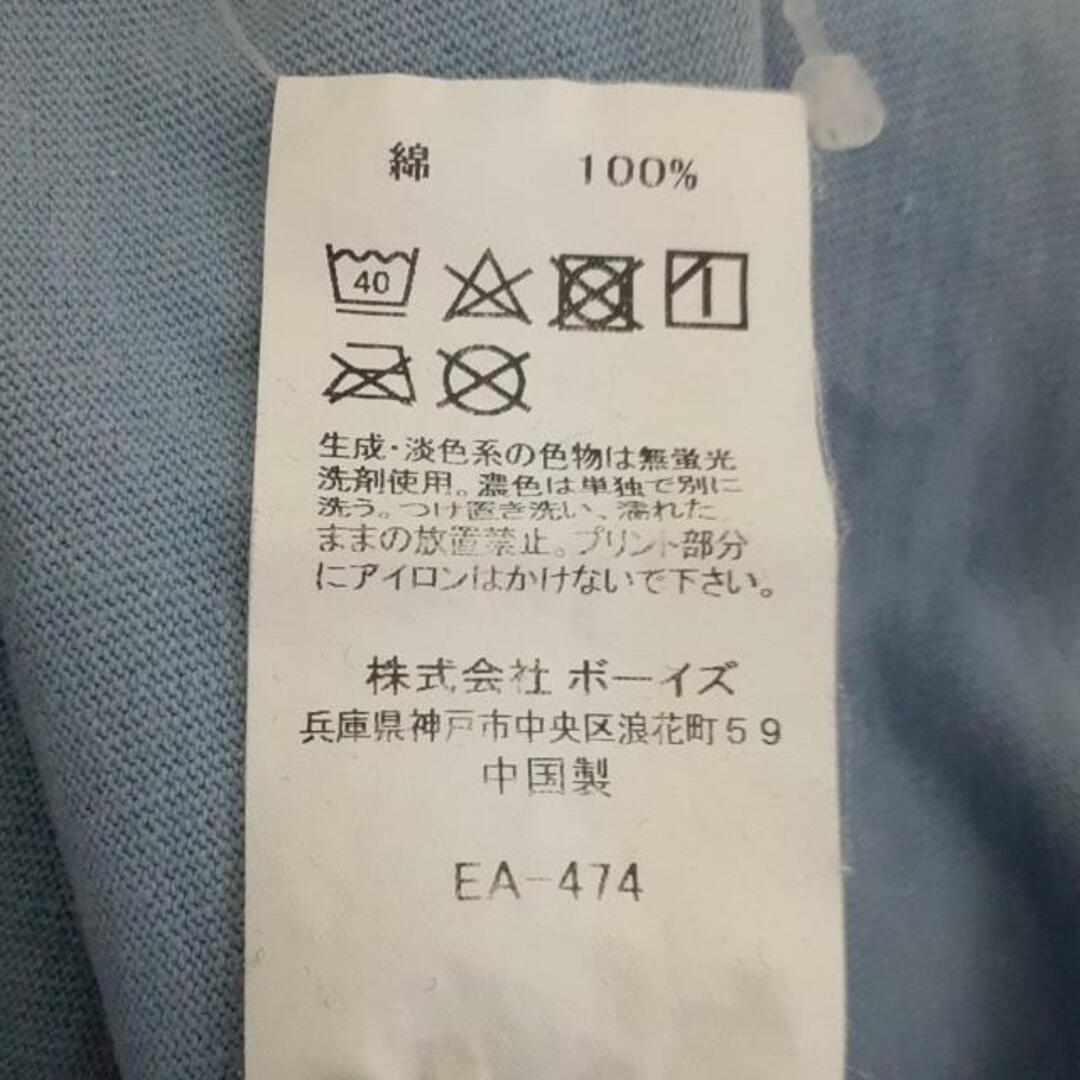 綿 100%
40
生成・淡色系の色物は無蛍光
洗剤使用。濃色は単独で別に
洗う。つけ置き洗い、濡れた
ままの放置禁止。プリント部分
にアイロンはかけないで下さい。
株式会社 ボーイズ
兵庫県神戸市中央区浪花町59
中国製
EA-474